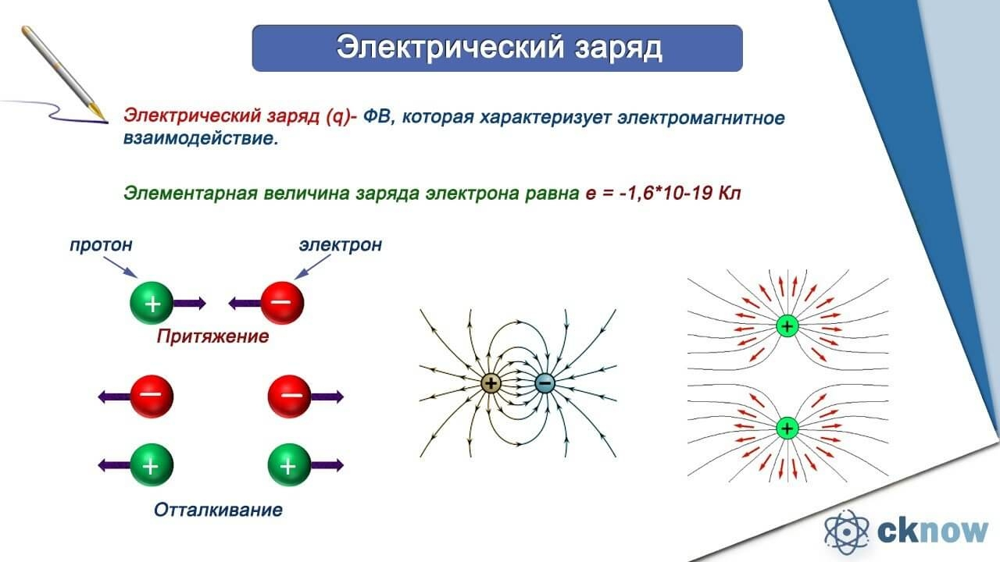 Электрический заряд
Электрический заряд (q)- ФВ, которая характеризует электромагнитное
взаимодействие.
Элементарная величина заряда электрона равна e = -1,6*10-19 Кл
протон
электрон
+
−
Притяжение
−
−
+
+
Отталкивание
+
−
+
+
cknow